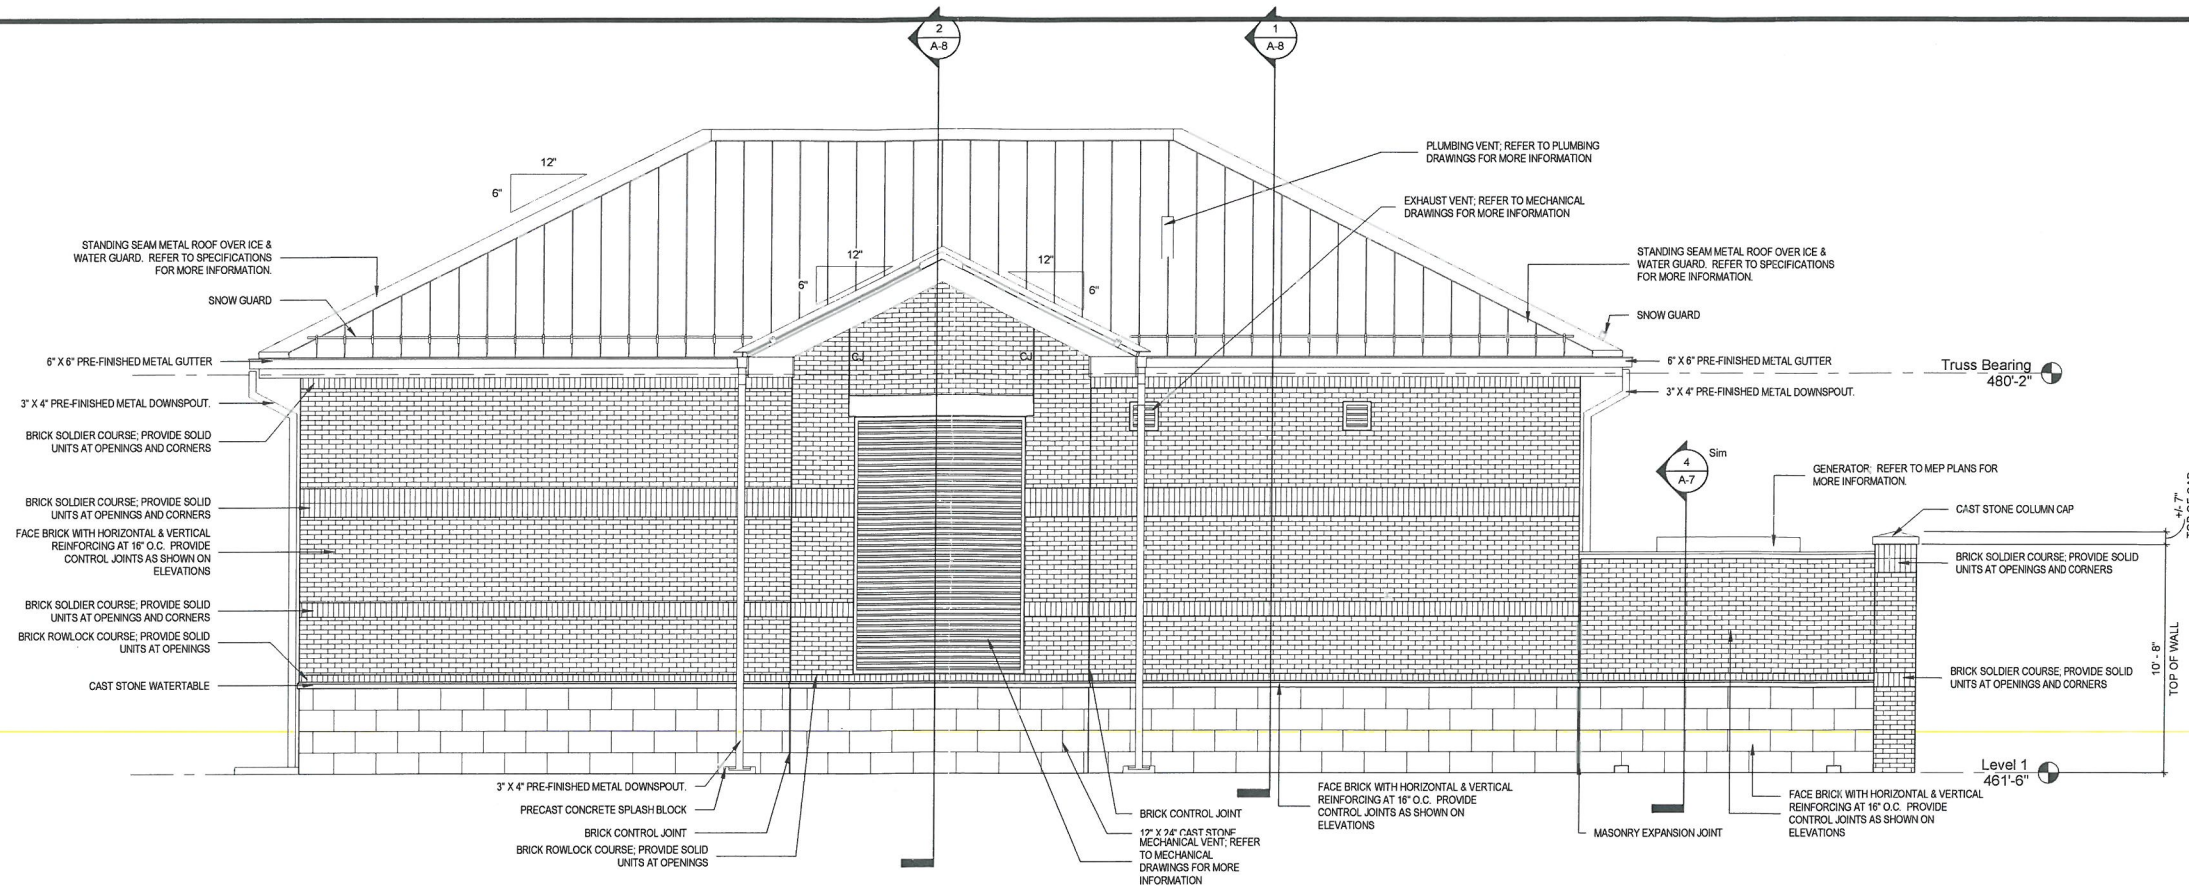 2
A-8
1
A-8
12"
6"
PLUMBING VENT; REFER TO PLUMBING
DRAWINGS FOR MORE INFORMATION
EXHAUST VENT; REFER TO MECHANICAL
DRAWINGS FOR MORE INFORMATION
STANDING SEAM METAL ROOF OVER ICE &
WATER GUARD. REFER TO SPECIFICATIONS
FOR MORE INFORMATION.
SNOW GUARD
6" X 6" PRE-FINISHED METAL GUTTER
3" X 4" PRE-FINISHED METAL DOWNSPOUT.
BRICK SOLDIER COURSE; PROVIDE SOLID
UNITS AT OPENINGS AND CORNERS
BRICK SOLDIER COURSE; PROVIDE SOLID
UNITS AT OPENINGS AND CORNERS
FACE BRICK WITH HORIZONTAL & VERTICAL
REINFORCING AT 16" O.C. PROVIDE
CONTROL JOINTS AS SHOWN ON
ELEVATIONS
BRICK SOLDIER COURSE; PROVIDE SOLID
UNITS AT OPENINGS AND CORNERS
BRICK ROWLOCK COURSE; PROVIDE SOLID
UNITS AT OPENINGS
CAST STONE WATERTABLE
12"
6"
12"
6"
CJ
CJ
STANDING SEAM METAL ROOF OVER ICE &
WATER GUARD. REFER TO SPECIFICATIONS
FOR MORE INFORMATION.
SNOW GUARD
6" X 6" PRE-FINISHED METAL GUTTER
Truss Bearing
480'-2"
3" X 4" PRE-FINISHED METAL DOWNSPOUT.
4
A-7
Sim
GENERATOR; REFER TO MEP PLANS FOR
MORE INFORMATION.
CAST STONE COLUMN CAP
+/- 7"
BRICK SOLDIER COURSE; PROVIDE SOLID
UNITS AT OPENINGS AND CORNERS
10' - 8"
TOP OF WALL
BRICK SOLDIER COURSE; PROVIDE SOLID
UNITS AT OPENINGS AND CORNERS
Level 1
461'-6"
3" X 4" PRE-FINISHED METAL DOWNSPOUT.
PRECAST CONCRETE SPLASH BLOCK
BRICK CONTROL JOINT
BRICK ROWLOCK COURSE; PROVIDE SOLID
UNITS AT OPENINGS
BRICK CONTROL JOINT
12" X 24" CAST STONE
MECHANICAL VENT; REFER
TO MECHANICAL
DRAWINGS FOR MORE
INFORMATION
FACE BRICK WITH HORIZONTAL & VERTICAL
REINFORCING AT 16" O.C. PROVIDE
CONTROL JOINTS AS SHOWN ON
ELEVATIONS
MASONRY EXPANSION JOINT
FACE BRICK WITH HORIZONTAL & VERTICAL
REINFORCING AT 16" O.C. PROVIDE
CONTROL JOINTS AS SHOWN ON
ELEVATIONS